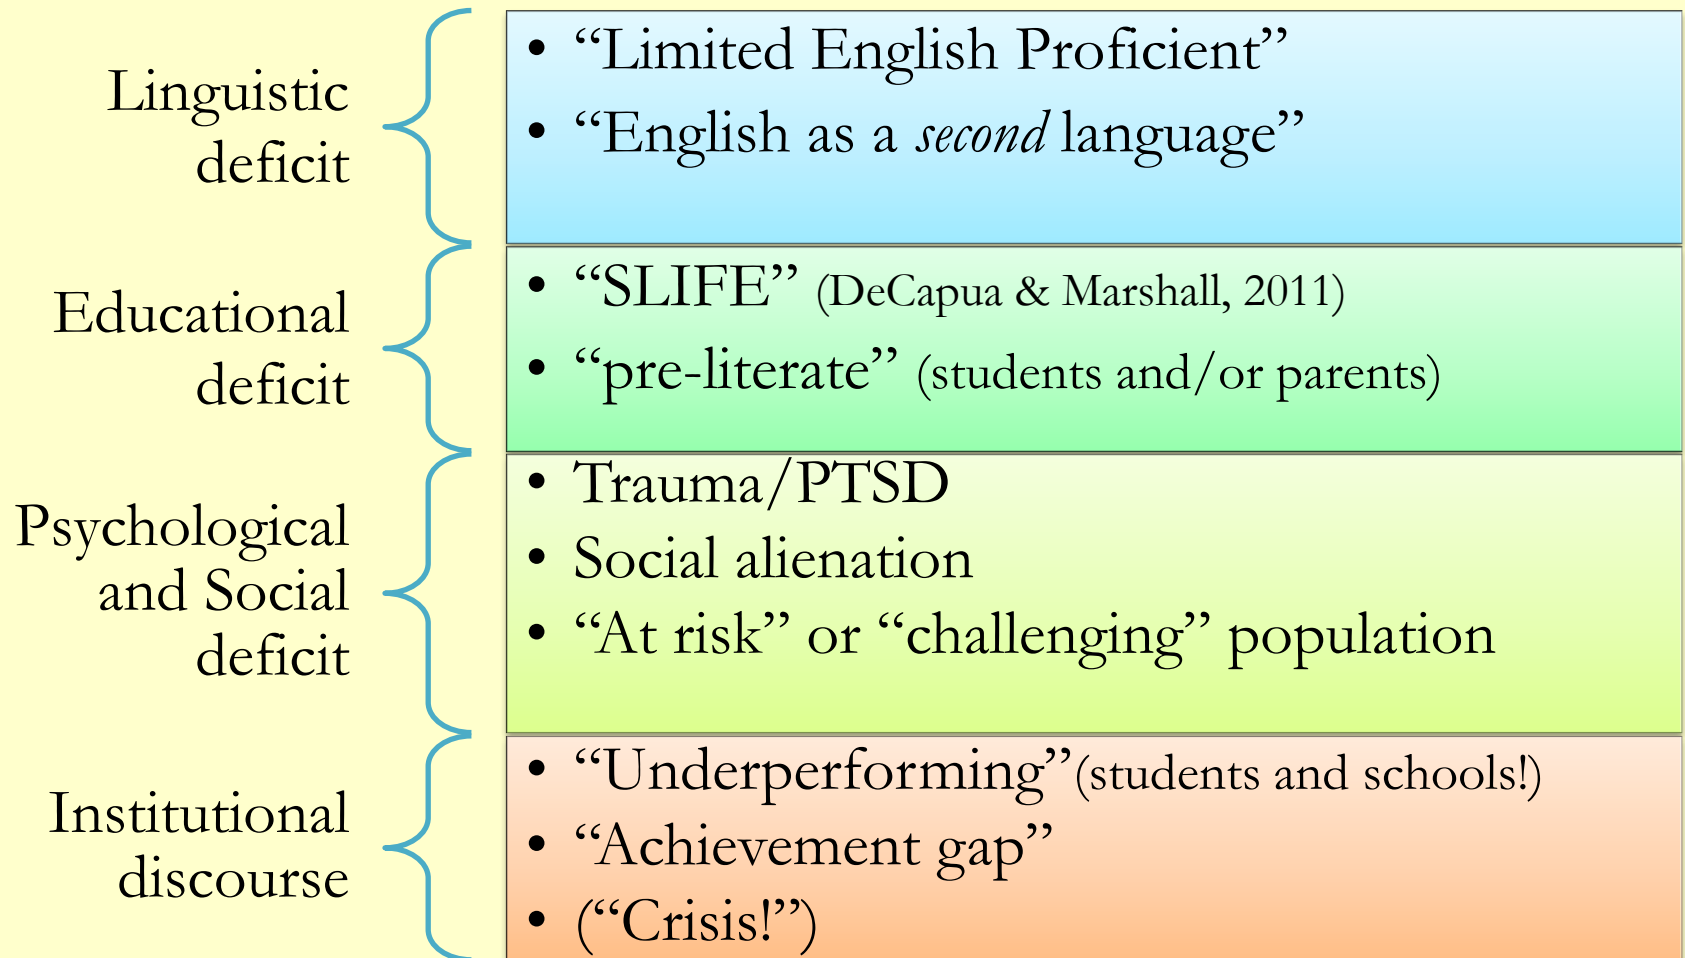 Linguistic
deficit
• “Limited English Proficient”
• “English as a second language”
Educational
deficit
• “SLIFE” (DeCapua & Marshall, 2011)
• “pre-literate” (students and/or parents)
Psychological
and Social
deficit
• Trauma/PTSD
• Social alienation
• “At risk” or “challenging” population
Institutional
discourse
• “Underperforming”(students and schools!)
• “Achievement gap”
• (“Crisis!”)